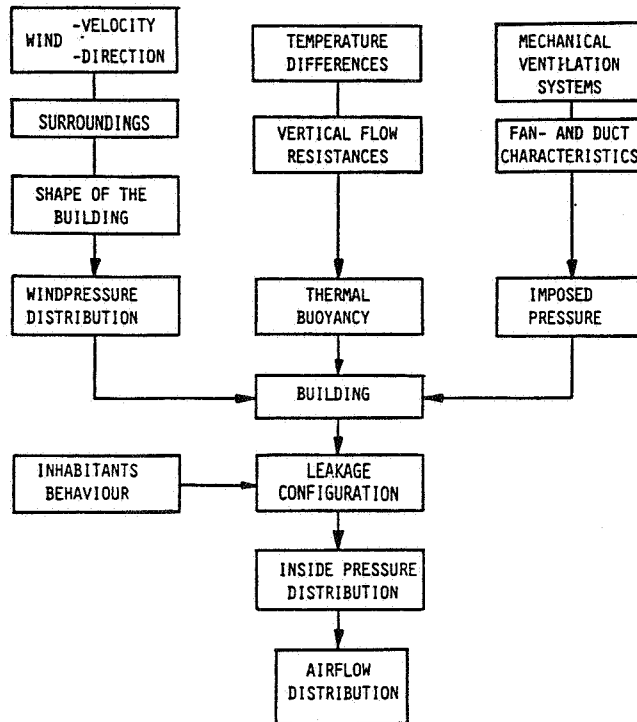 WIND -VELOCITY
-DIRECTION
TEMPERATURE
DIFFERENCES
MECHANICAL
VENTILATION
SYSTEMS
SURROUNDINGS
VERTICAL FLOW
RESISTANCES
FAN- AND DUCT
CHARACTERISTICS
SHAPE OF THE
BUILDING
WINDPRESSURE
DISTRIBUTION
THERMAL
BUOYANCY
IMPOSED
PRESSURE
BUILDING
INHABITANTS
BEHAVIOUR
LEAKAGE
CONFIGURATION
INSIDE PRESSURE
DISTRIBUTION
AIRFLOW
DISTRIBUTION